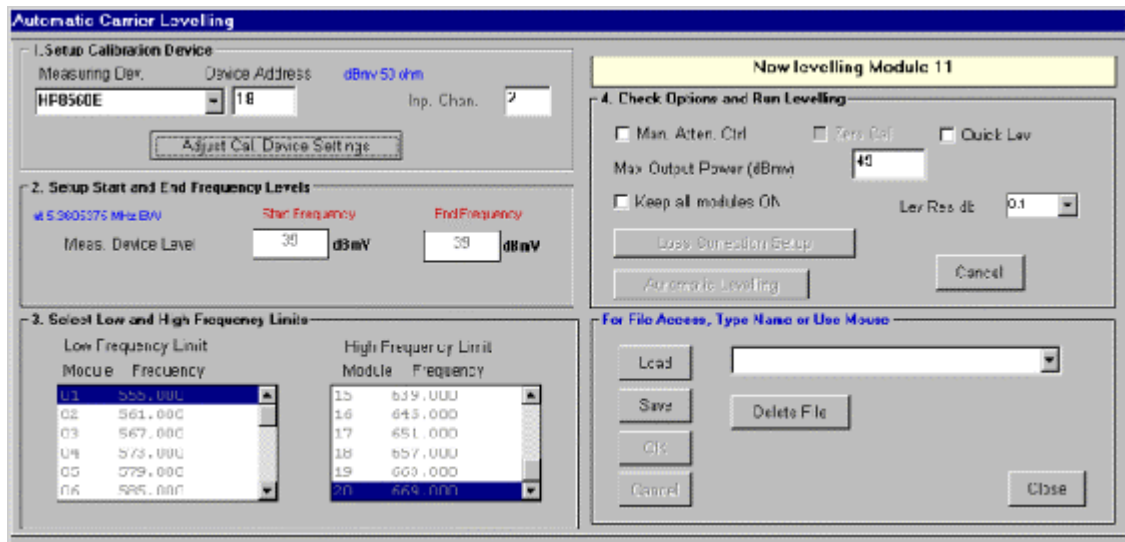 Automatic Carrier Levelling
1.Setup Calibration Device
Measuring Dev.
Device Address
dBmv 50 ohm
HP8560E
18
Inp. Chan.
2
Adjust Cal. Device Settings
2. Setup Start and End Frequency Levels
at 5.3605375 MHz BW
Start Frequency
End Frequency
Meas. Device Level
39
dBmV
39
dBmV
3. Select Low and High Frequency Limits
Low Frequency Limit
Module Frequency
01 555.000
02 561.000
03 567.000
04 573.000
05 579.000
06 585.000
High Frequency Limit
Module Frequency
15 639.000
16 645.000
17 651.000
18 657.000
19 663.000
20 669.000
Now levelling Module 11
4. Check Options and Run Levelling
Man. Atten. Ctrl
Zero Cal
Quick Lev
Max Output Power (dBmv)
49
Keep all modules ON
Lev Res db
0.1
Loss Correction Setup
Automatic Levelling
Cancel
For File Access, Type Name or Use Mouse
Load
Save
Delete File
OK
Cancel
Close